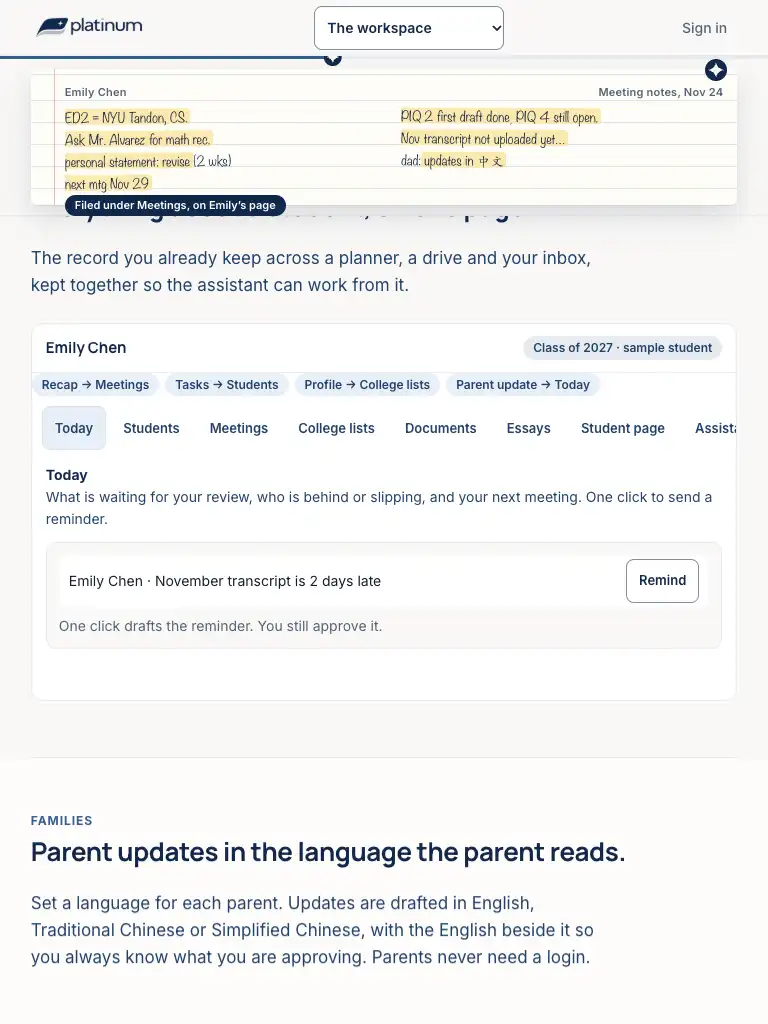 platinum
The workspace
Sign in
Emily Chen
Meeting notes, Nov 24
ED2 = NYU Tandon, CS.
Ask Mr. Alvarez for math rec.
personal statement: revise (2 wks)
next mtg Nov 29
PIQ 2 first draft done, PIQ 4 still open.
Nov transcript not uploaded yet...
dad: updates in 中文
Filed under Meetings, on Emily's page
The record you already keep across a planner, a drive and your inbox,
kept together so the assistant can work from it.
Emily Chen
Class of 2027 · sample student
Recap → Meetings
Tasks → Students
Profile → College lists
Parent update → Today
Today
Students
Meetings
College lists
Documents
Essays
Student page
Today
What is waiting for your review, who is behind or slipping, and your next meeting. One click to send a
reminder.
Emily Chen · November transcript is 2 days late
Remind
One click drafts the reminder. You still approve it.
FAMILIES
Parent updates in the language the parent reads.
Set a language for each parent. Updates are drafted in English,
Traditional Chinese or Simplified Chinese, with the English beside it so
you always know what you are approving. Parents never need a login.